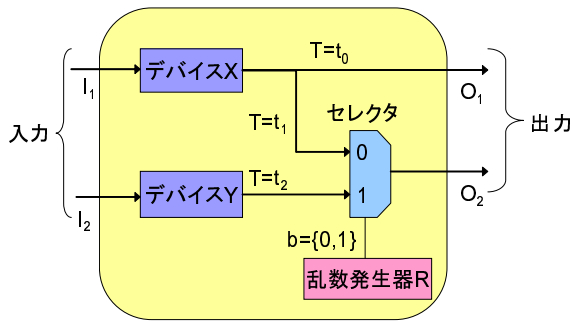 T=t₀
デバイスX
I₁
O₁
セレクタ
T=t₁
入力
出力
0
デバイスY
T=t₂
1
I₂
O₂
b={0,1}
乱数発生器R